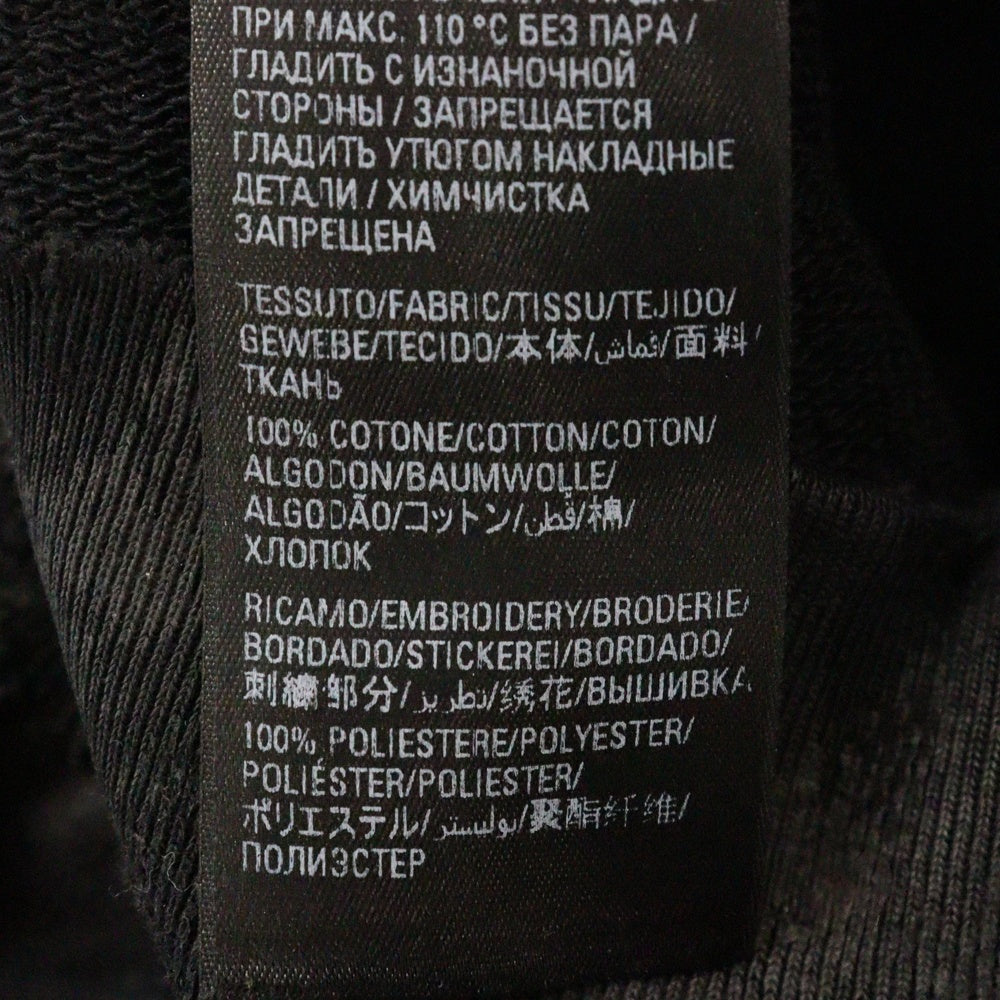 ПРИ МАКС. 110 °C БЕЗ ПАРА /
ГЛАДИТЬ С ИЗНАНОЧНОЙ
СТОРОНЫ / ЗАПРЕЩАЕТСЯ
ГЛАДИТЬ УТЮГОМ НАКЛАДНЫЕ
ДЕТАЛИ / ХИМЧИСТКА
ЗАПРЕЩЕНА
TESSUTO/FABRIC/TISSU/TEJIDO/
GEWEBE/TECIDO/本体/قماش/面料/
ТКАНЬ
100% COTONE/COTTON/COTON/
ALGODON/BAUMWOLLE/
ALGODÃO/コットン/قطن/棉/
ХЛОПОК
RICAMO/EMBROIDERY/BRODERIE/
BORDADO/STICKEREI/BORDADO/
刺繍部分/تطريز/绣花/ВЫШИВКА
100% POLIESTERE/POLYESTER/
POLIÉSTER/POLIESTER/
ポリエステル/بوليستر/聚酯纤维/
ПОЛИЭСТЕР